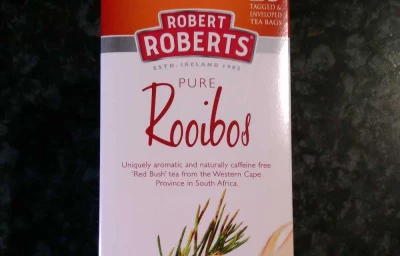 TAGGED &
ENVELOPED
TEA BAGS
ROBERT
ROBERTS
ESTD. IRELAND 1905
PURE
Rooibos
Uniquely aromatic and naturally caffeine free
'Red Bush' tea from the Western Cape
Province in South Africa.